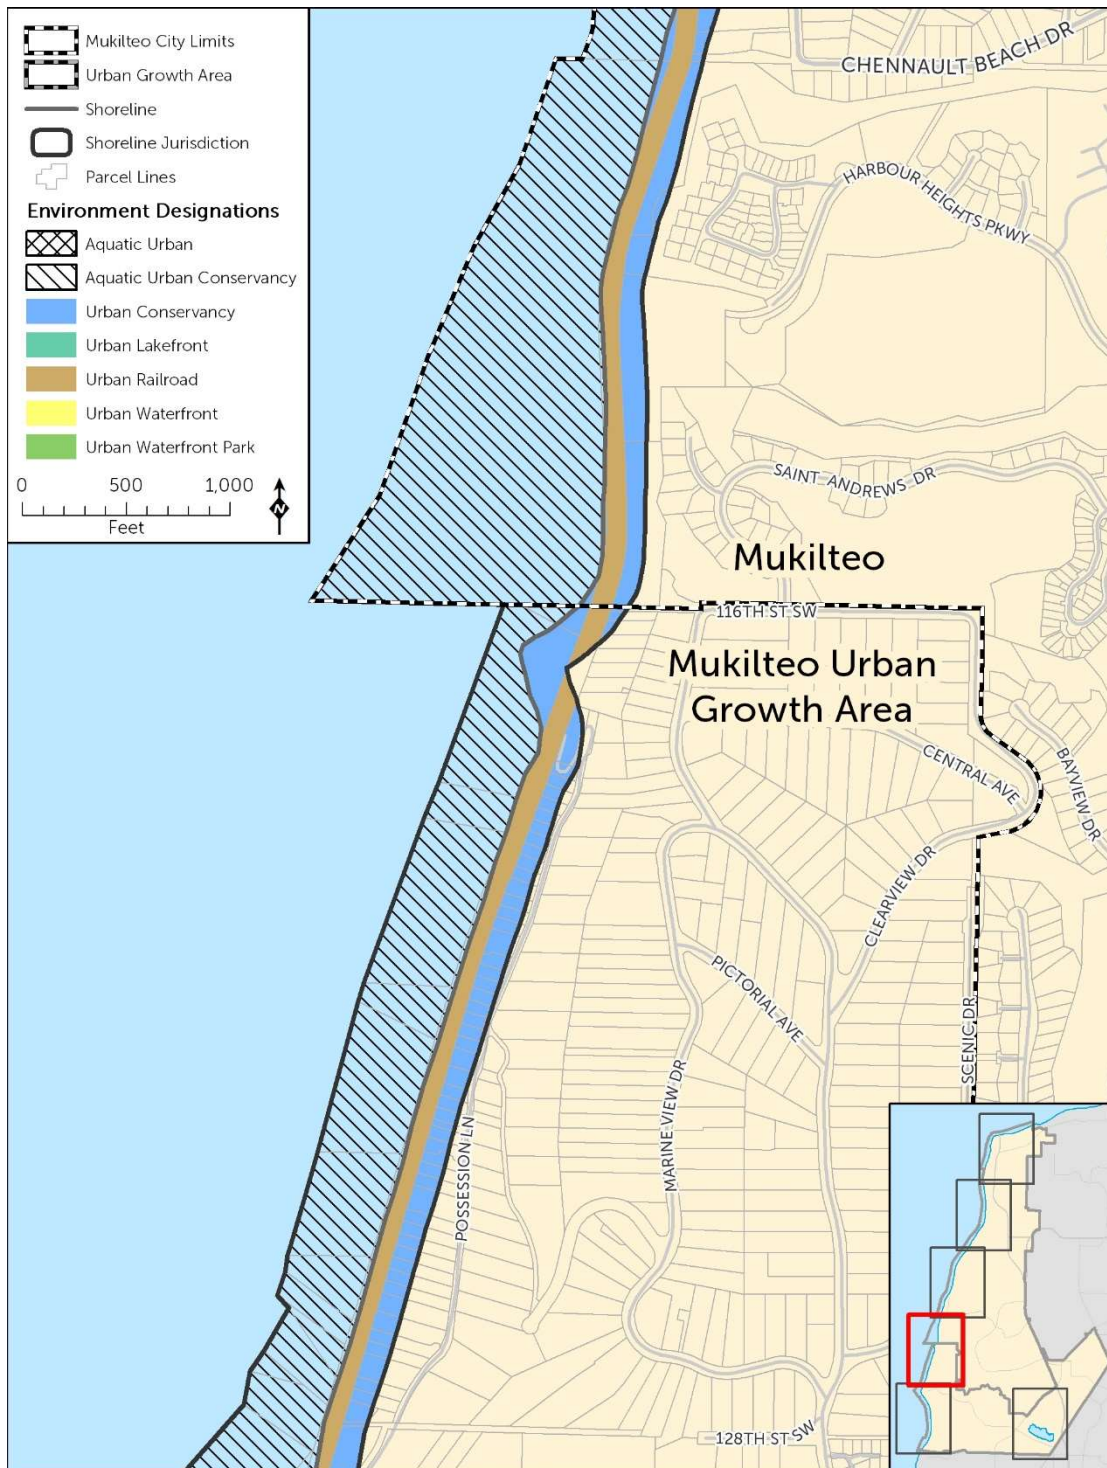 Mukilteo City Limits
Urban Growth Area
Shoreline
Shoreline Jurisdiction
Parcel Lines
Environment Designations
Aquatic Urban
Aquatic Urban Conservancy
Urban Conservancy
Urban Lakefront
Urban Railroad
Urban Waterfront
Urban Waterfront Park
0 500 1,000
Feet
N
CHENNAULT BEACH DR
HARBOUR HEIGHTS PKWY
SAINT ANDREWS DR
Mukilteo
116TH ST SW
Mukilteo Urban
Growth Area
CENTRAL AVE
BAYVIEW DR
CLEARVIEW DR
PICTORIAL AVE
SCENIC DR
MARINE VIEW DR
POSSESSION LN
128TH ST SW